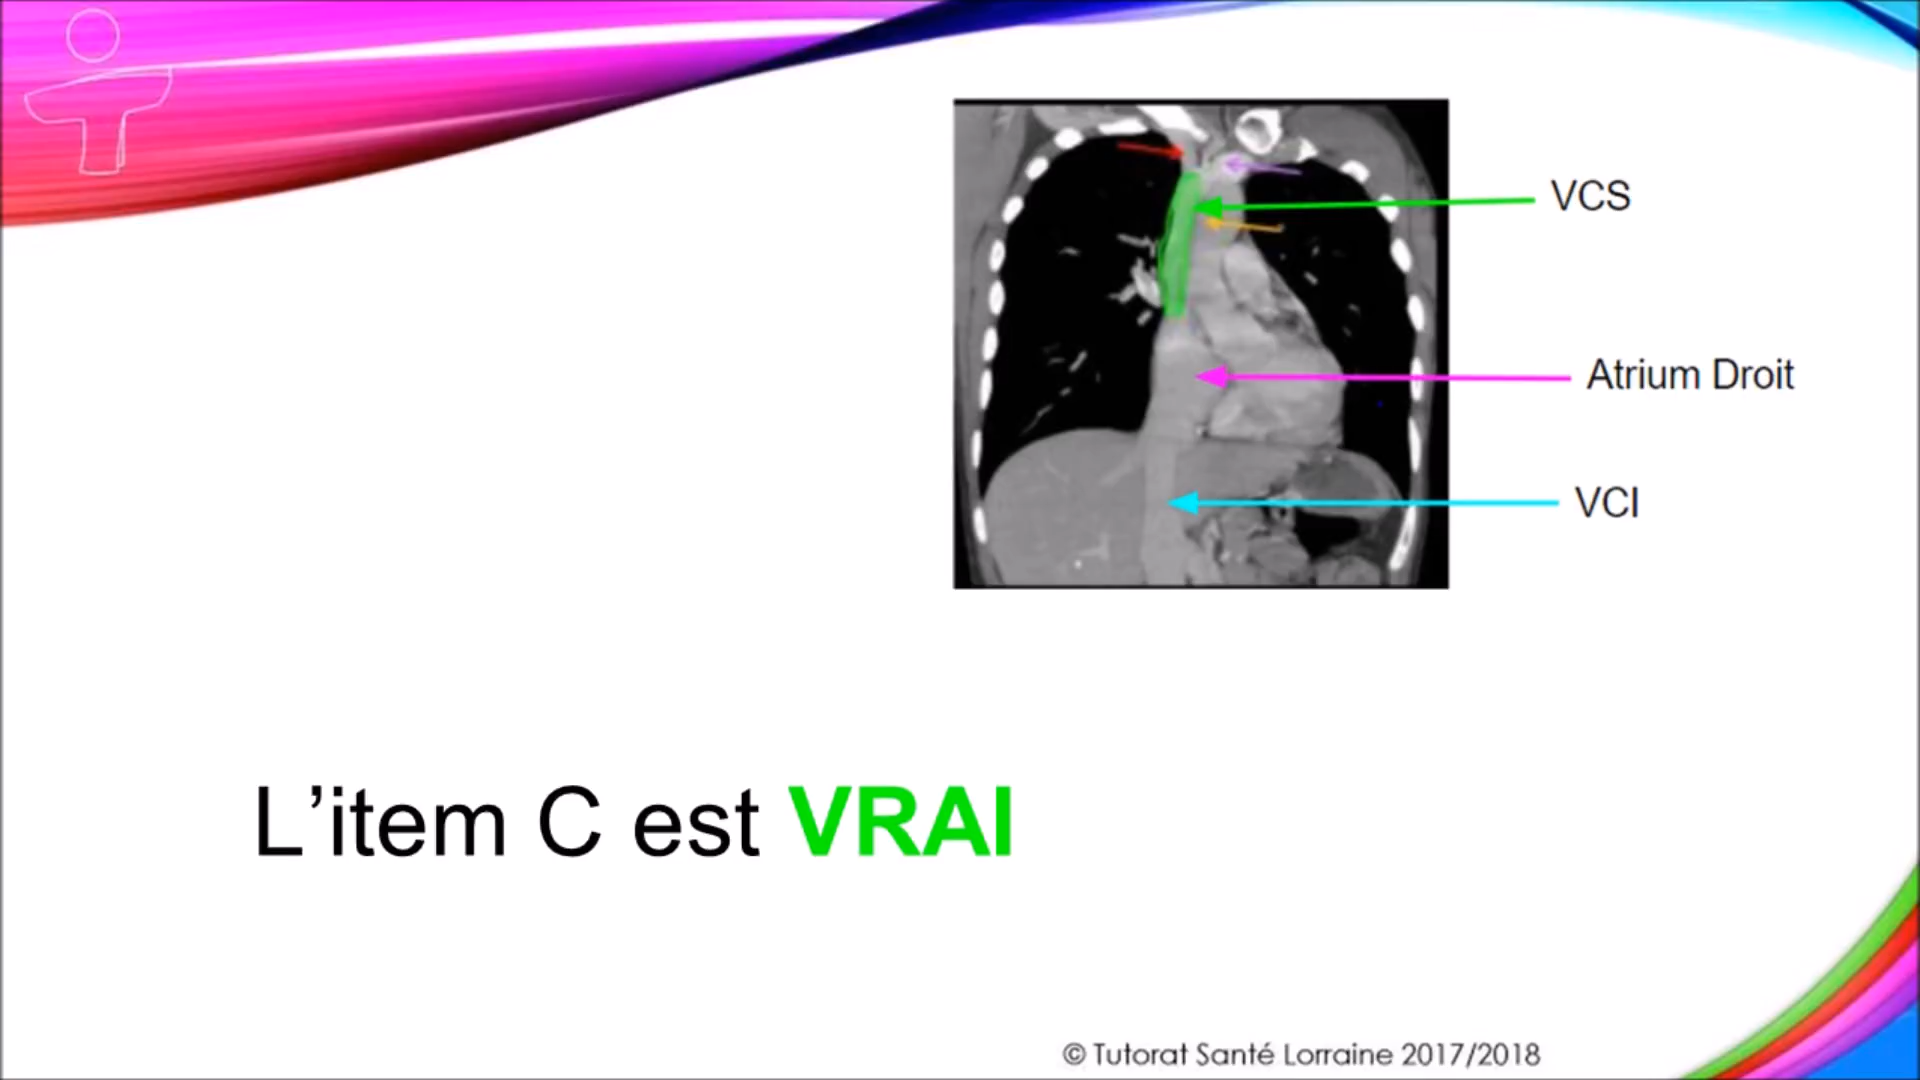 VCS
Atrium Droit
VCI
L’item C est VRAI
© Tutorat Santé Lorraine 2017/2018